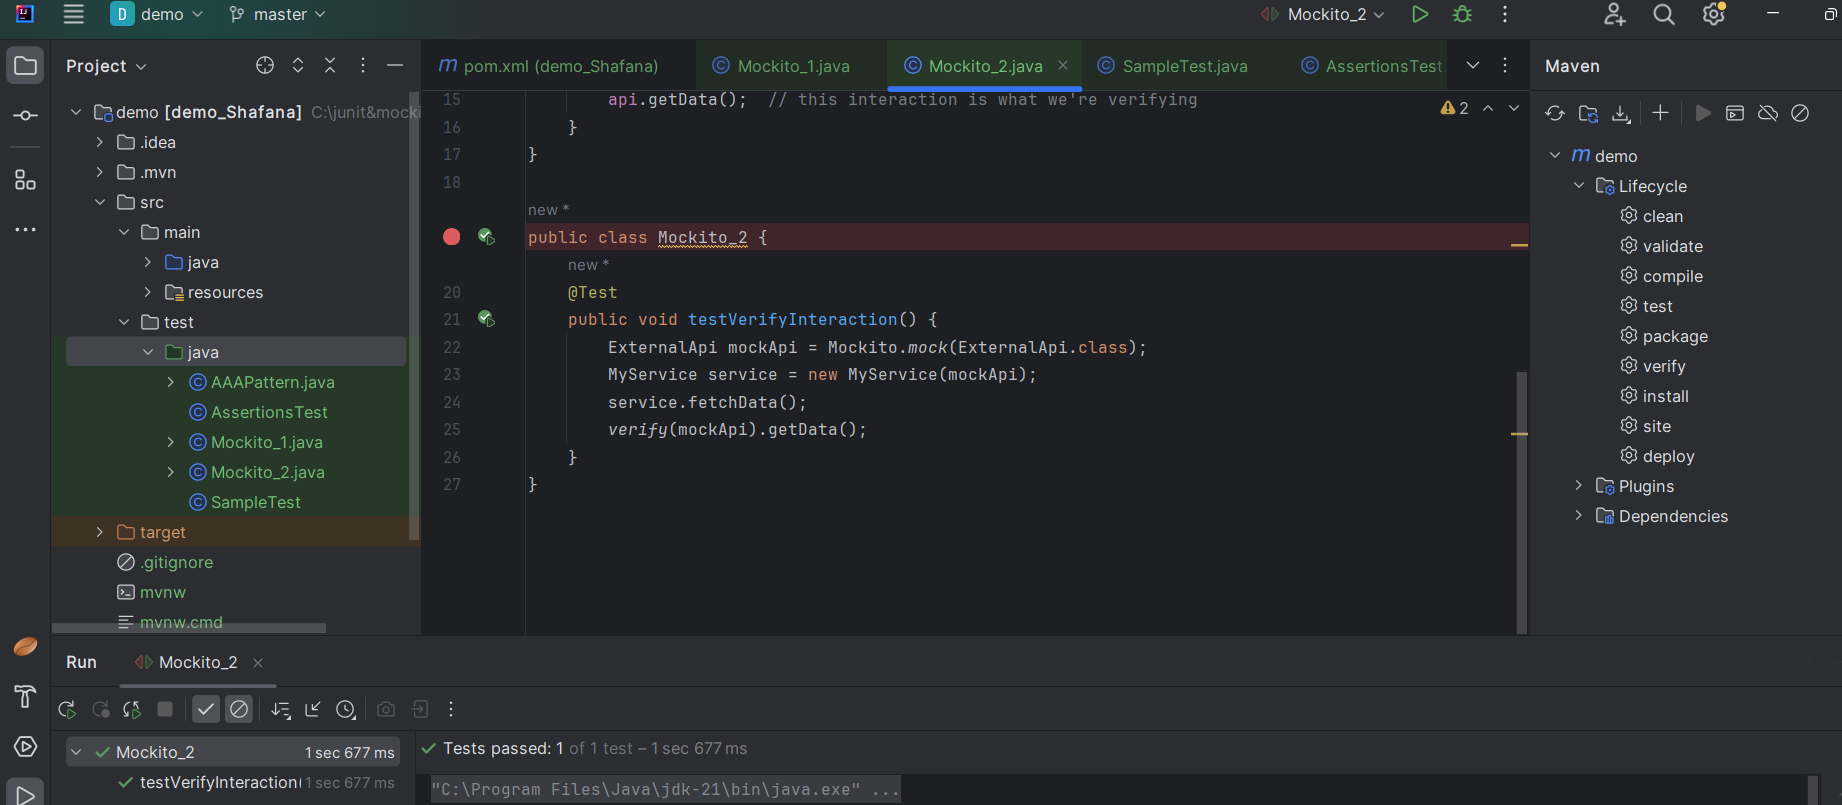 D demo master Mockito_2
Project
pom.xml (demo_Shafana) Mockito_1.java Mockito_2.java SampleTest.java AssertionsTest.
Maven
demo [demo_Shafana] C:\junit&mocki
.idea
.mvn
src
main
java
resources
test
java
AAAPattern.java
AssertionsTest
Mockito_1.java
Mockito_2.java
SampleTest
target
.gitignore
mvnw
mvnw.cmd
2
15 api.getData(); // this interaction is what we're verifying
16 }
17 }
18
new *
public class Mockito_2 {
new *
20 @Test
21 public void testVerifyInteraction() {
22 ExternalApi mockApi = Mockito.mock(ExternalApi.class);
23 MyService service = new MyService(mockApi);
24 service.fetchData();
25 verify(mockApi).getData();
26 }
27 }
m demo
Lifecycle
clean
validate
compile
test
package
verify
install
site
deploy
Plugins
Dependencies
Run Mockito_2
Mockito_2 1 sec 677 ms
testVerifyInteraction( 1 sec 677 ms
Tests passed: 1 of 1 test – 1 sec 677 ms
"C:\Program Files\Java\jdk-21\bin\java.exe" ...